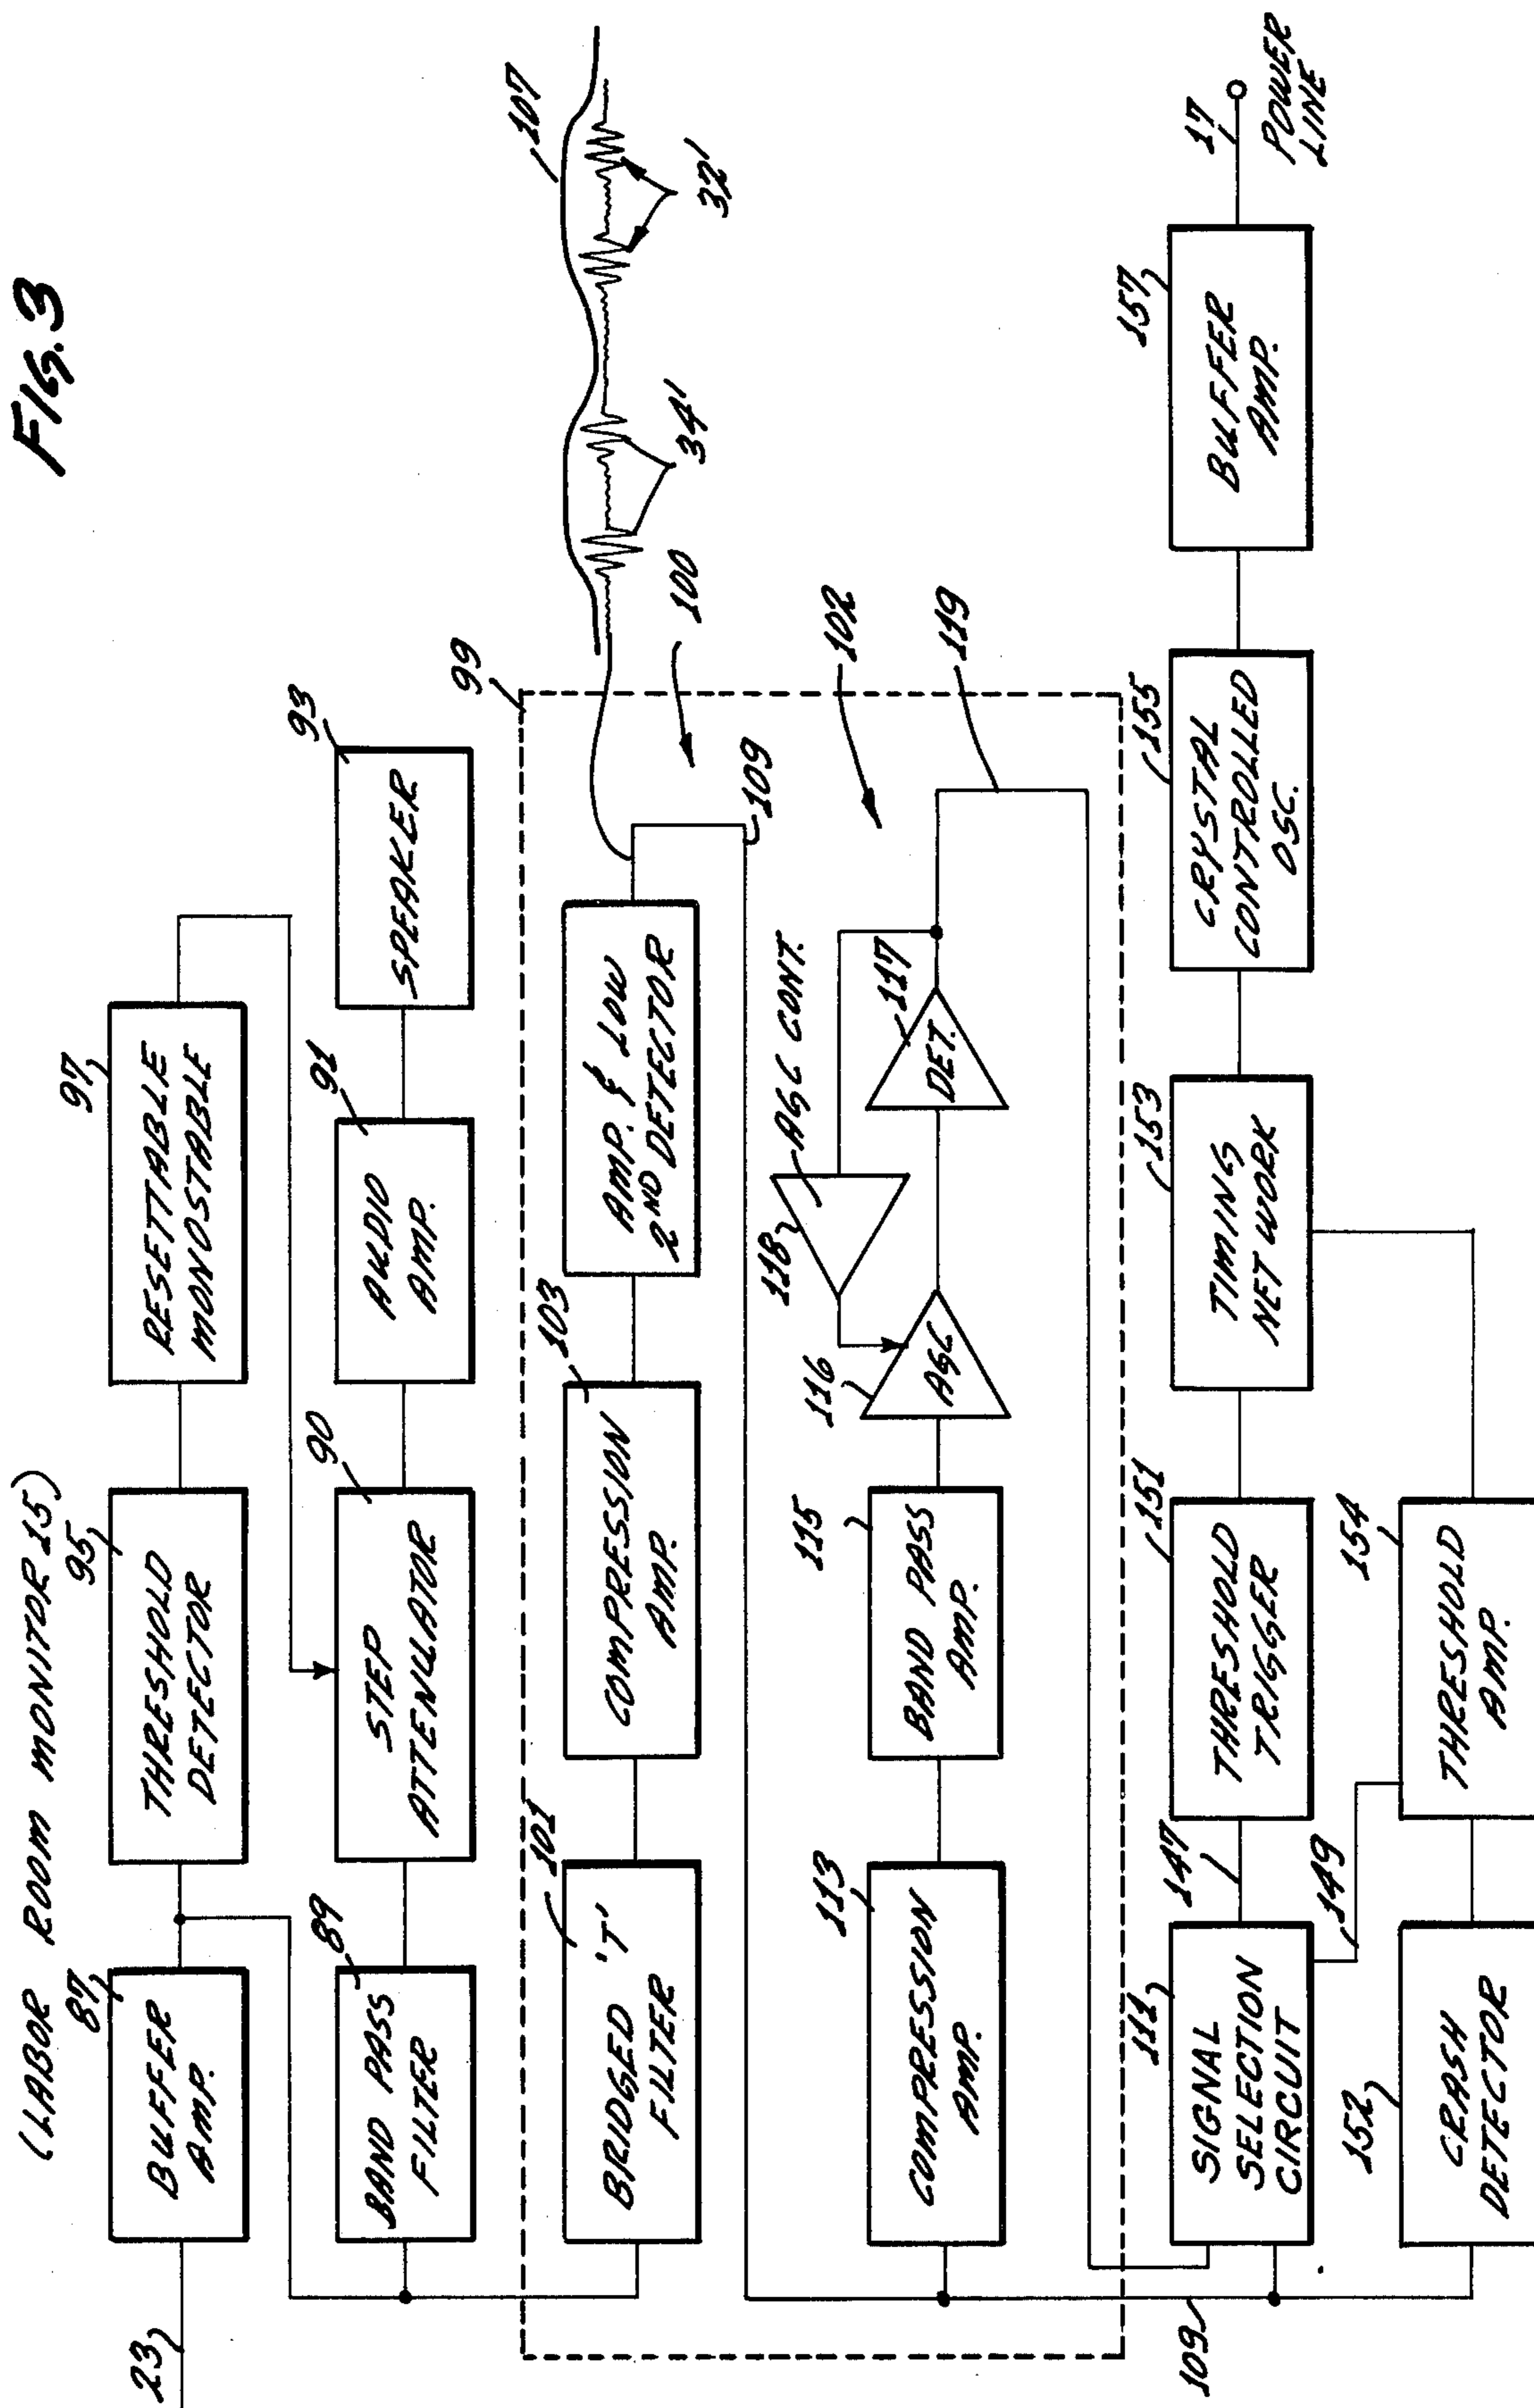 FIG. 3
(LABOR ROOM MONITOR 15)
23
87
BUFFER
AMP.
95
THRESHOLD
DETECTOR
97
RESETTABLE
MONOSTABLE
89
BAND PASS
FILTER
90
STEP
ATTENULATOR
91
AUDIO
AMP.
93
SPEAKER
99
101
BRIDGED 'T'
FILTER
103
COMPRESSION
AMP.
AMP. & LOW
2ND DETECTOR
107
34'
32'
100
109
102
113
COMPRESSION
AMP.
115
BAND PASS
AMP.
116
AGC
118
AGC CONT.
117
DET.
119
109
111
SIGNAL
SELECTION
CIRCUIT
147
149
151
THRESHOLD
TRIGGER
153
TIMING
NET WORK
155
CRYSTAL
CONTROLLED
OSC.
157
BUFFER
AMP.
17
POWER
LINE
152
CRASH
DETECTOR
154
THRESHOLD
AMP.